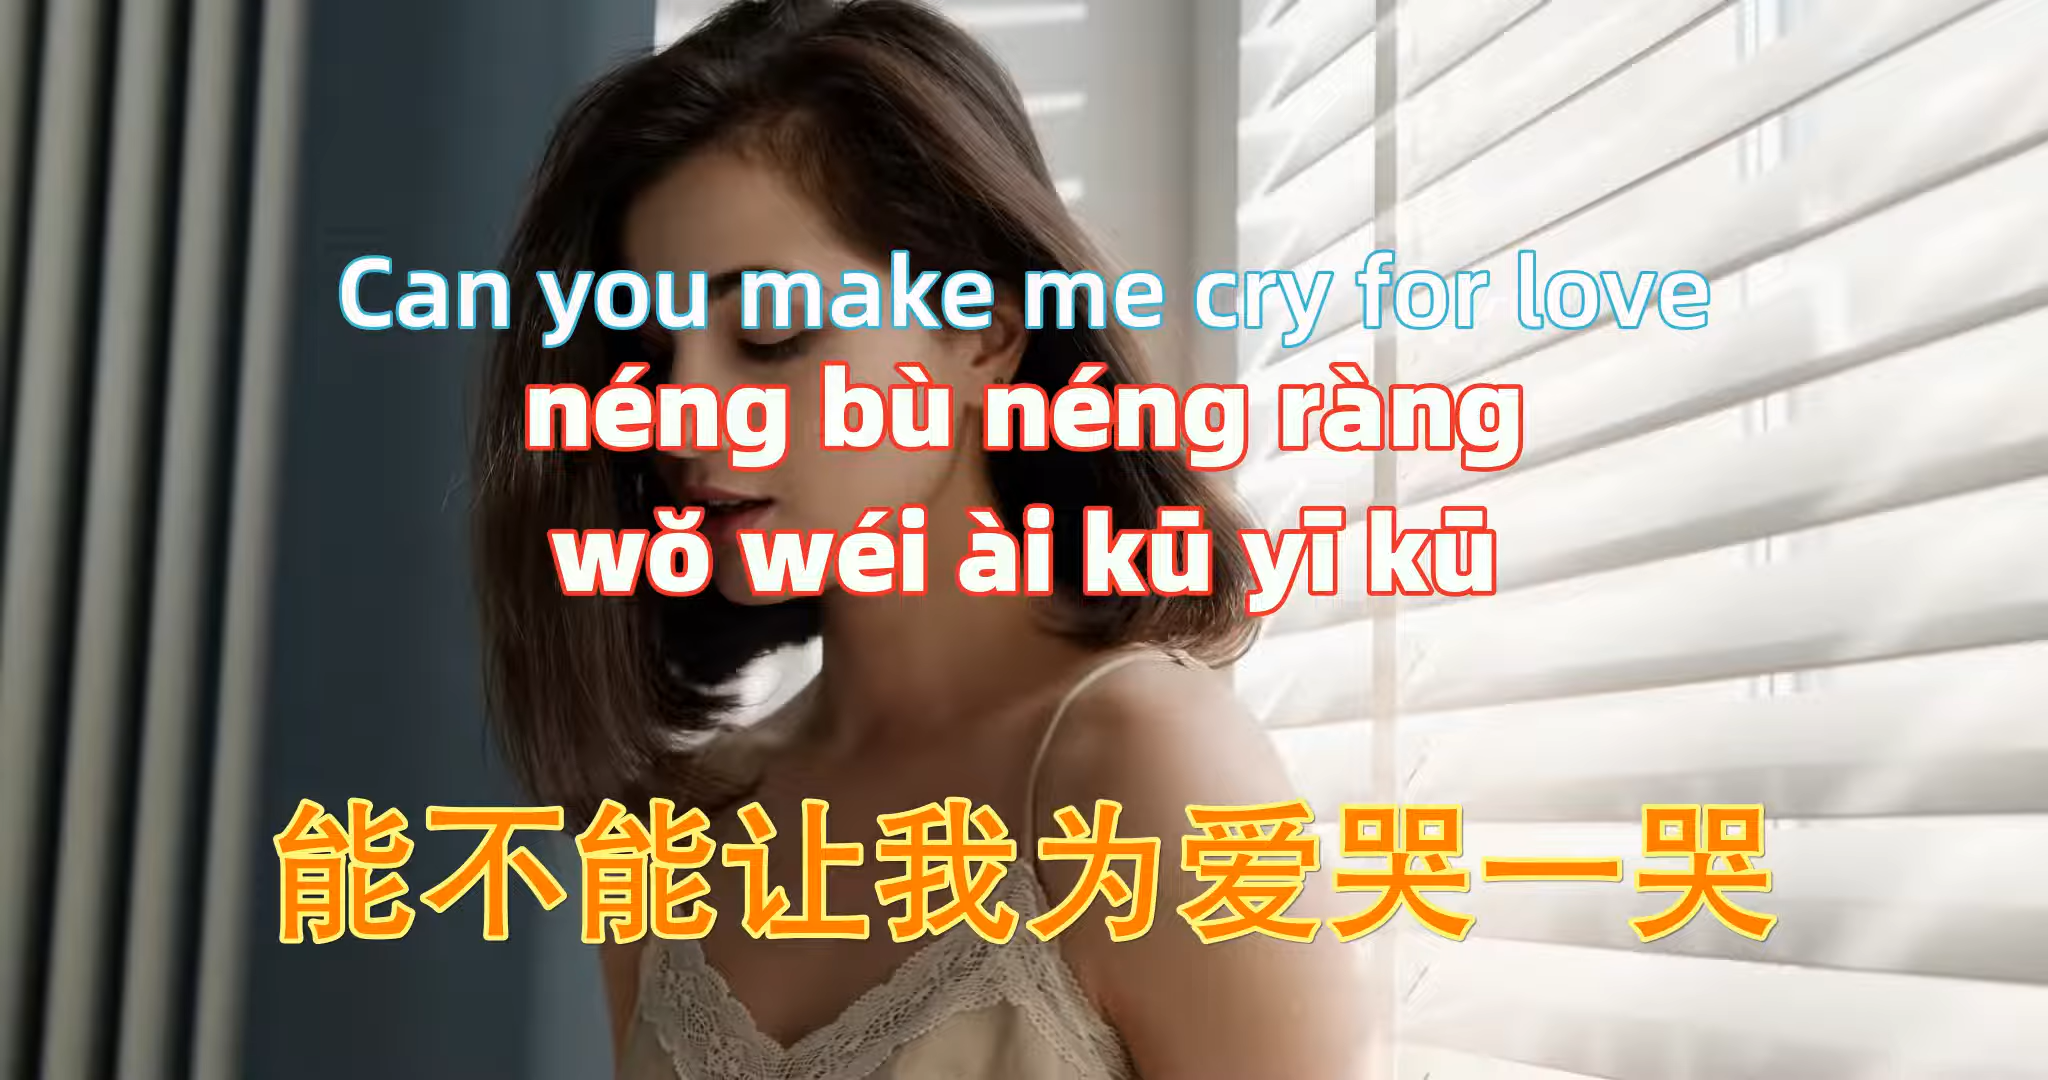 Can you make me cry for love
néng bù néng ràng
wǒ wéi ài kū yī kū
能不能让我为爱哭一哭